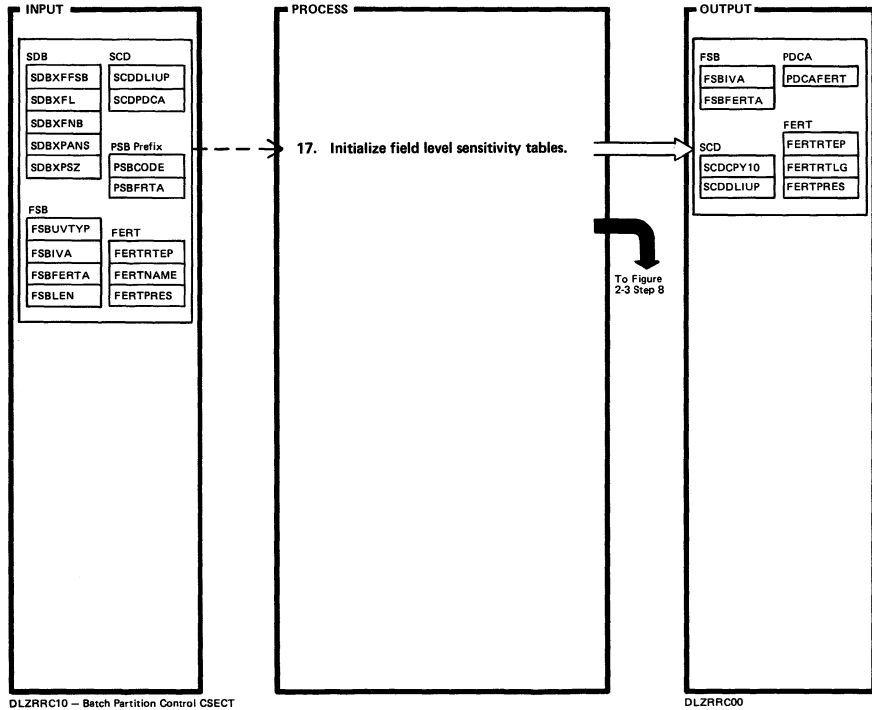 INPUT
SDB
SDBXFFSB
SDBXFL
SDBXFNB
SDBXPANS
SDBXPSZ
SCD
SCDDLIUP
SCDPDCA
PSB Prefix
PSBCODE
PSBFRTA
FSB
FSBUVTYP
FSBIVA
FSBFERTA
FSBLEN
FERT
FERTRTEP
FERTNAME
FERTPRES
PROCESS
17. Initialize field level sensitivity tables.
To Figure
2-3 Step 8
OUTPUT
FSB
FSBIVA
FSBFERTA
PDCA
PDCAFERT
SCD
SCDCPY10
SCDDLIUP
FERT
FERTRTEP
FERTRTLG
FERTPRES
DLZRRC10 — Batch Partition Control CSECT
DLZRRC00